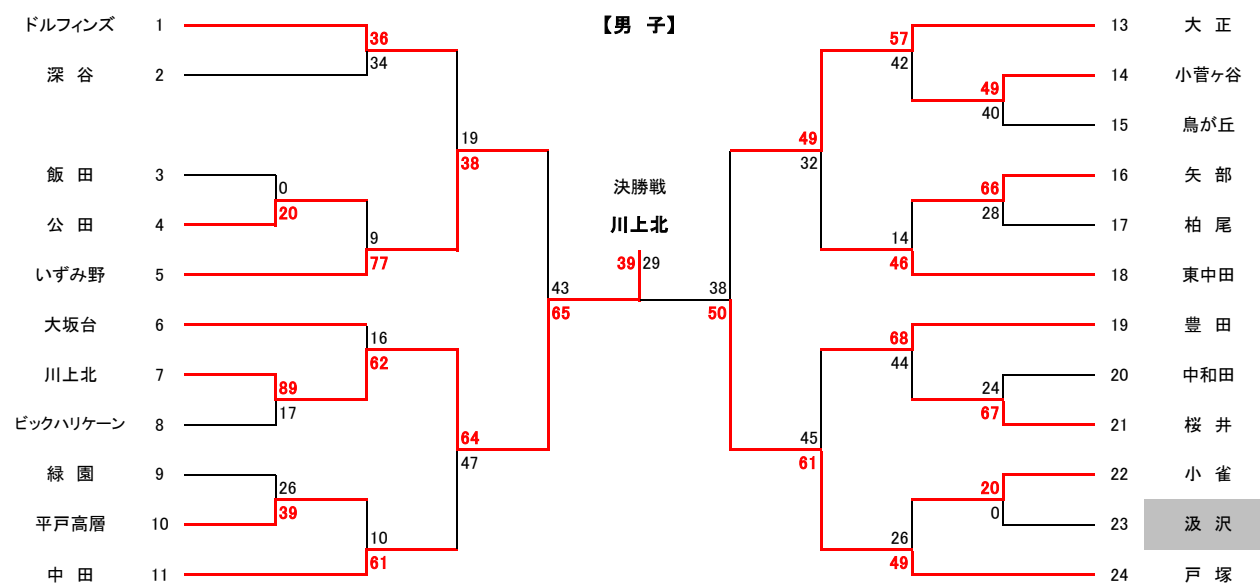 【男 子】
ドルフィンズ 1
36
34
深 谷 2
19
38
飯 田 3
0
20
公 田 4
9
77
いずみ野 5
43
65
大坂台 6
16
62
川上北 7
89
17
ビックハリケーン 8
64
47
緑 園 9
26
39
平戸高層 10
10
61
中 田 11
決勝戦
川上北
39 29
57
42
13 大 正
49
40
14 小菅ヶ谷
15 鳥が丘
49
32
66
28
16 矢 部
17 柏 尾
14
46
18 東中田
38
50
68
44
19 豊 田
24
67
20 中和田
21 桜 井
45
61
20
0
22 小 雀
23 汲 沢
26
49
24 戸 塚